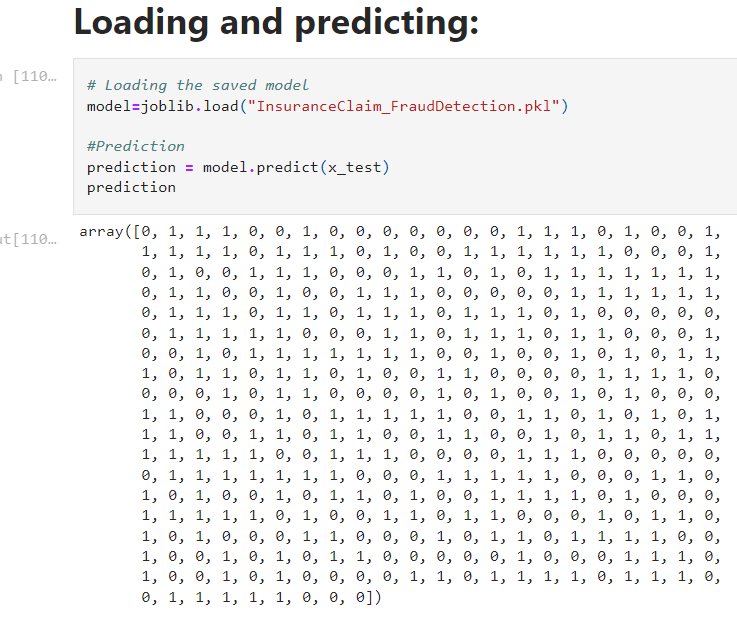 Loading and predicting:
n [110…
# Loading the saved model
model=joblib.load("InsuranceClaim_FraudDetection.pkl")
#Prediction
prediction = model.predict(x_test)
prediction
ut[110…
array([0, 1, 1, 1, 0, 0, 1, 0, 0, 0, 0, 0, 0, 0, 1, 1, 1, 0, 1, 0, 0, 1,
1, 1, 1, 1, 0, 1, 1, 1, 0, 1, 0, 0, 1, 1, 1, 1, 1, 1, 0, 0, 0, 1,
0, 1, 0, 0, 1, 1, 1, 0, 0, 0, 1, 1, 0, 1, 0, 1, 1, 1, 1, 1, 1, 1,
0, 1, 1, 0, 0, 1, 0, 0, 1, 1, 1, 0, 0, 0, 0, 0, 1, 1, 1, 1, 1, 1,
0, 1, 1, 1, 0, 1, 1, 0, 1, 1, 1, 0, 1, 1, 1, 0, 1, 0, 0, 0, 0, 0,
0, 1, 1, 1, 1, 1, 0, 0, 0, 1, 1, 0, 1, 1, 1, 0, 1, 1, 0, 0, 0, 1,
0, 0, 1, 0, 1, 1, 1, 1, 1, 1, 1, 0, 0, 1, 0, 0, 1, 0, 1, 0, 1, 1,
1, 0, 1, 1, 0, 1, 1, 0, 1, 0, 0, 1, 1, 0, 0, 0, 0, 1, 1, 1, 1, 0,
0, 0, 0, 1, 0, 1, 1, 0, 0, 0, 0, 1, 0, 1, 0, 0, 1, 0, 1, 0, 0, 0,
1, 1, 0, 0, 0, 1, 0, 1, 1, 1, 1, 1, 0, 0, 1, 1, 0, 1, 0, 1, 0, 1,
1, 1, 0, 0, 1, 1, 0, 1, 1, 0, 0, 1, 1, 0, 0, 1, 0, 1, 1, 0, 1, 1,
1, 1, 1, 1, 1, 0, 0, 1, 1, 1, 0, 0, 0, 0, 1, 1, 1, 0, 0, 0, 0, 0,
0, 1, 1, 1, 1, 1, 1, 1, 0, 0, 0, 1, 1, 1, 1, 1, 0, 0, 0, 1, 1, 0,
1, 0, 1, 0, 0, 1, 0, 1, 1, 0, 1, 0, 0, 1, 1, 1, 1, 0, 1, 0, 0, 0,
1, 1, 1, 1, 1, 0, 1, 0, 0, 1, 1, 0, 1, 1, 0, 0, 0, 1, 0, 1, 1, 0,
1, 0, 1, 0, 0, 0, 1, 1, 0, 0, 0, 1, 0, 1, 1, 0, 1, 1, 1, 1, 0, 0,
1, 0, 0, 1, 0, 1, 0, 1, 1, 0, 0, 0, 0, 0, 1, 0, 0, 0, 1, 1, 1, 0,
1, 0, 0, 1, 0, 1, 0, 0, 0, 0, 1, 1, 0, 1, 1, 1, 1, 0, 1, 1, 1, 0,
0, 1, 1, 1, 1, 1, 0, 0, 0])